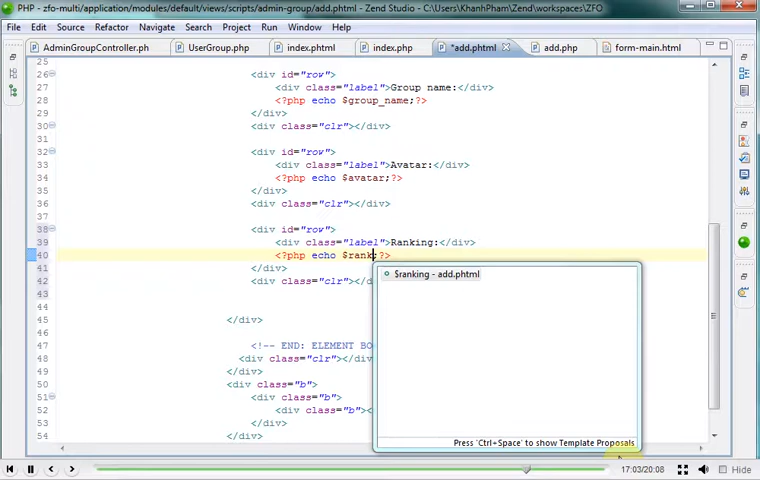 PHP - zfo-multi/application/modules/default/views/scripts/admin-group/add.phtml - Zend Studio - C:\Users\KhanhPham\Zend\workspaces\ZFO
File Edit Source Refactor Navigate Search Project Run Window Help
AdminGroupController.ph UserGroup.php index.phtml index.php *add.phtml add.php form-main.html
25
26 <div id="row">
27 <div class="label">Group name:</div>
28 <?php echo $group_name;?>
29 </div>
30 <div class="clr"></div>
31
32 <div id="row">
33 <div class="label">Avatar:</div>
34 <?php echo $avatar;?>
35 </div>
36 <div class="clr"></div>
37
38 <div id="row">
39 <div class="label">Ranking:</div>
40 <?php echo $rank;?>
41 </div>
42 <div class="clr"></d
43
44
45 </div>
46
47 <!-- END: ELEMENT BO
48 <div class="clr"></di
49 </div>
50 <div class="b">
51 <div class="b">
52 <div class="b"><
53 </div>
54 </div>
$ranking - add.phtml
Press 'Ctrl+Space' to show Template Proposals
17:03/20:08 Hide